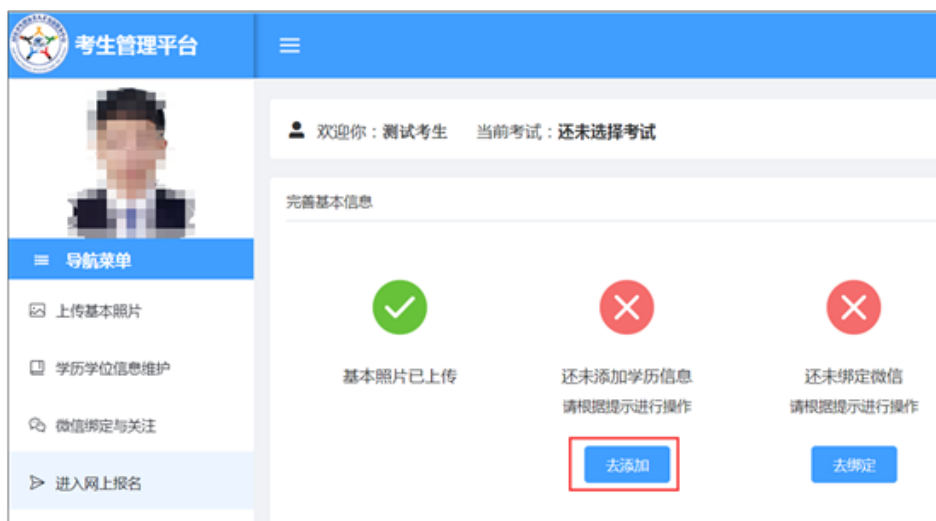 考生管理平台
欢迎你：测试考生 当前考试：还未选择考试
完善基本信息
导航菜单
上传基本照片
学历学位信息维护
微信绑定与关注
进入网上报名
基本照片已上传
还未添加学历信息
请根据提示进行操作
去添加
还未绑定微信
请根据提示进行操作
去绑定